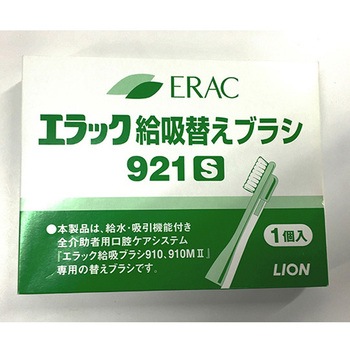 ERAC
エラック給吸替えブラシ
921 S
●本製品は、給水・吸引機能付き
全介助者用口腔ケアシステム
『エラック給吸ブラシ910、910MⅡ』
専用の替えブラシです。
1個入
LION